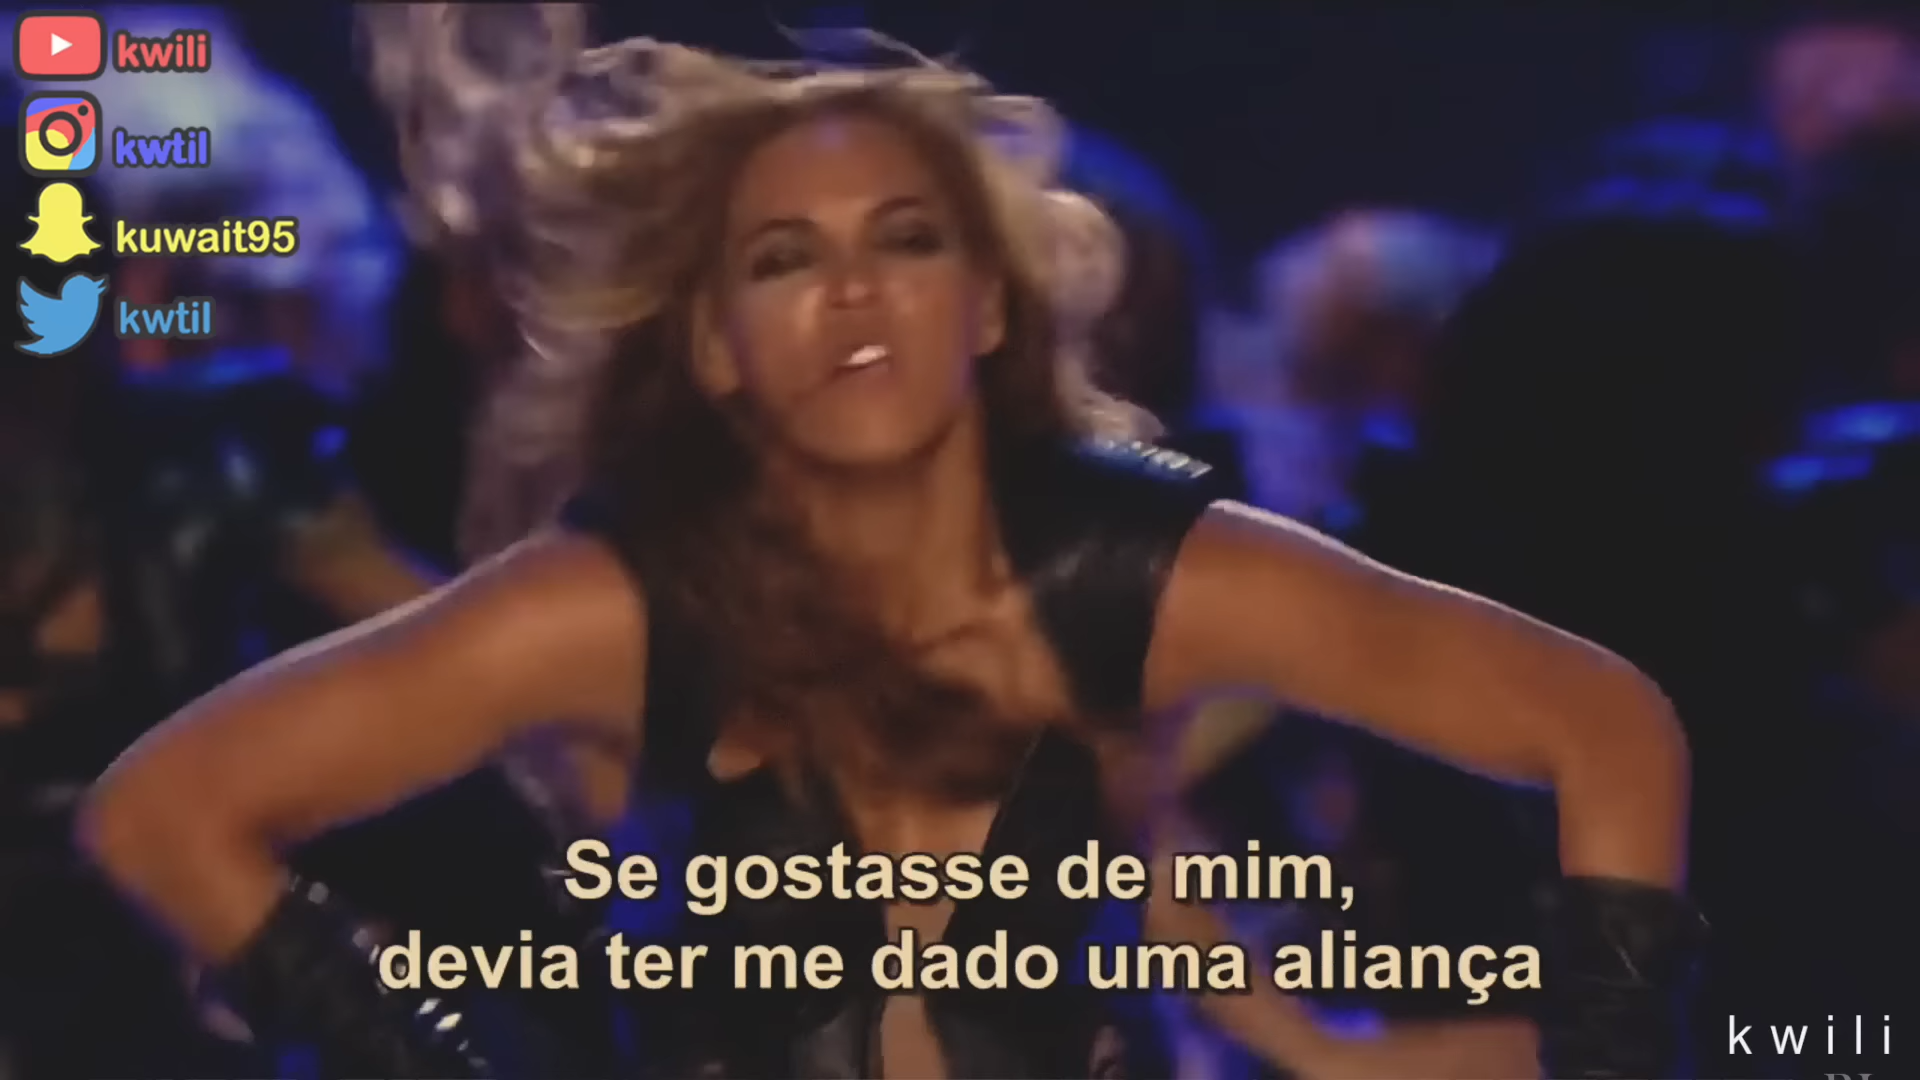 kwili
kwtil
kuwait95
kwtil
Se gostasse de mim,
devia ter me dado uma aliança
kwili